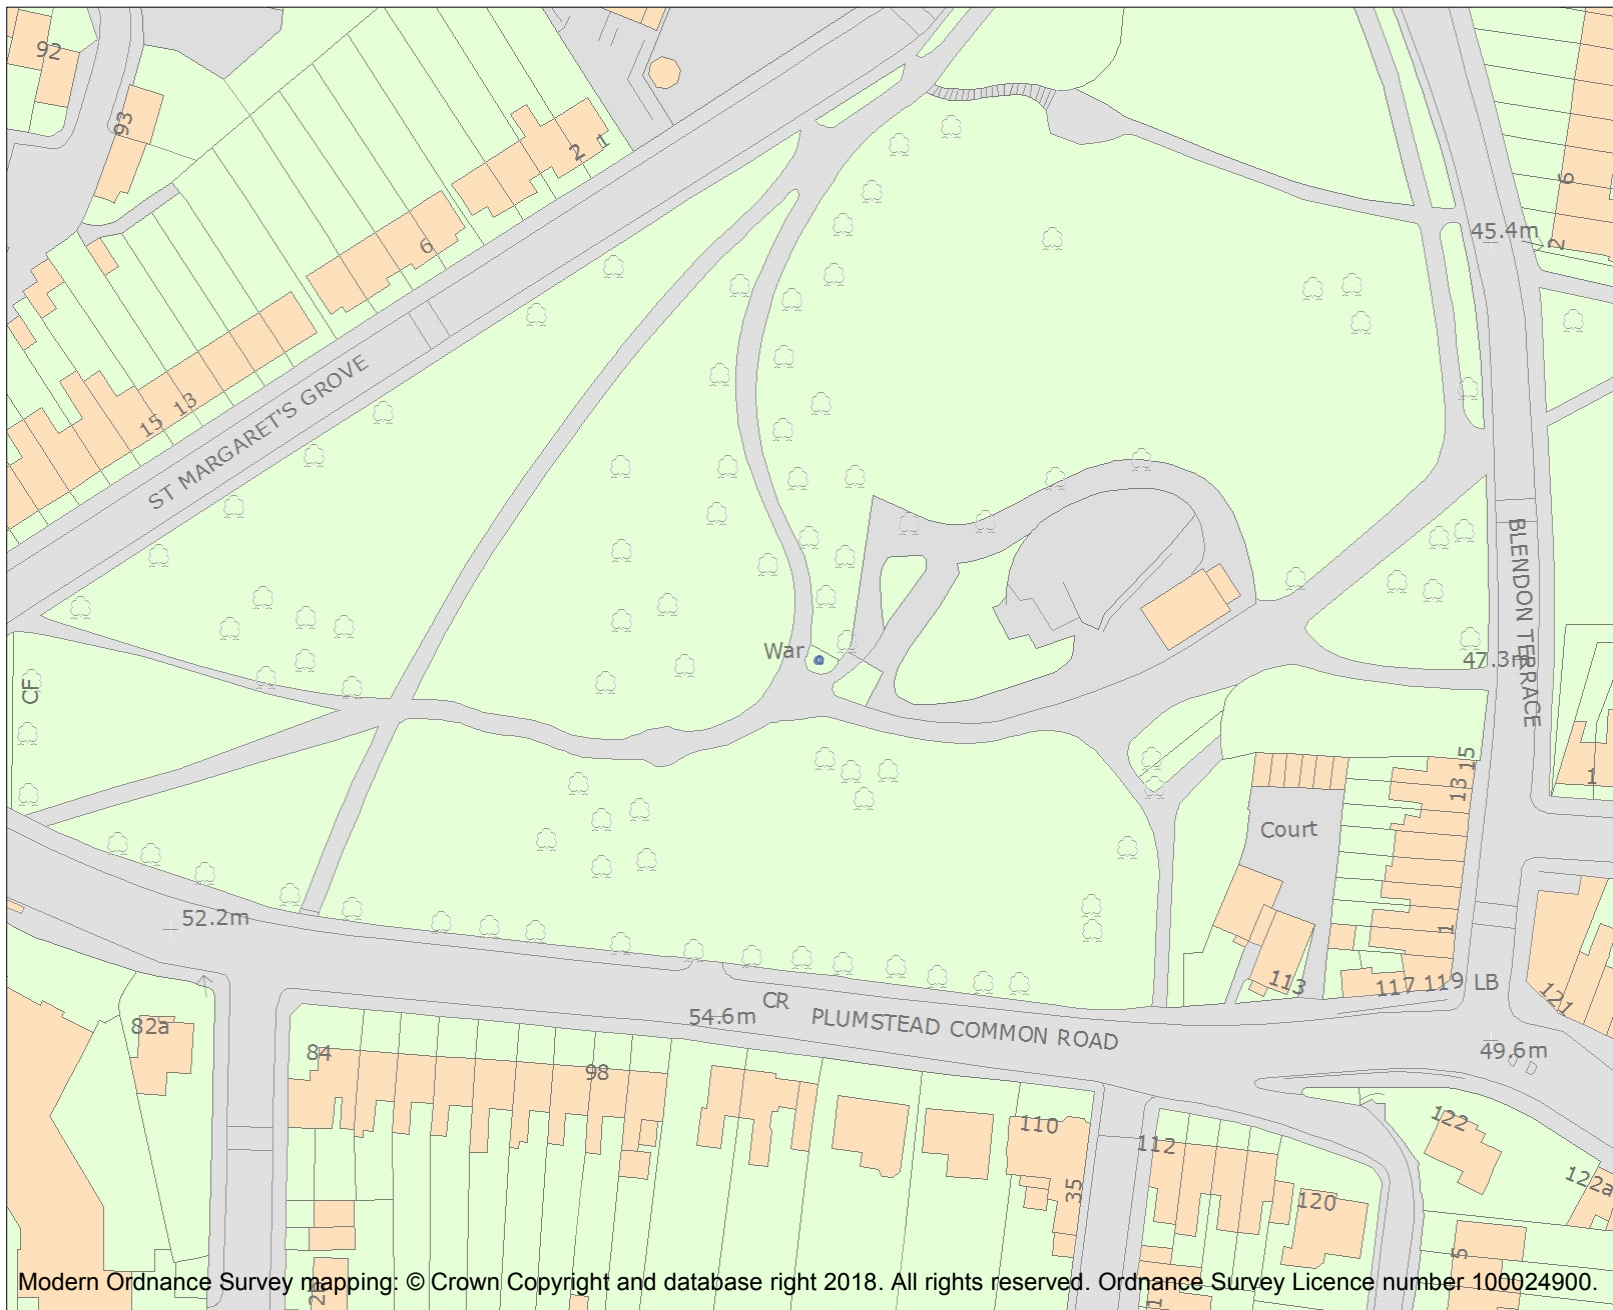 92
93
2 1
6
6
45.4m
2
15 13
ST MARGARET'S GROVE
BLENDON TERRACE
War
47.3m
CF
15
13
1
Court
52.2m
1
113
117 119 LB
121
CR
54.6m
PLUMSTEAD COMMON ROAD
82a
84
98
49.6m
110
112
122
122a
35
120
5
Modern Ordnance Survey mapping: © Crown Copyright and database right 2018. All rights reserved. Ordnance Survey Licence number 100024900.